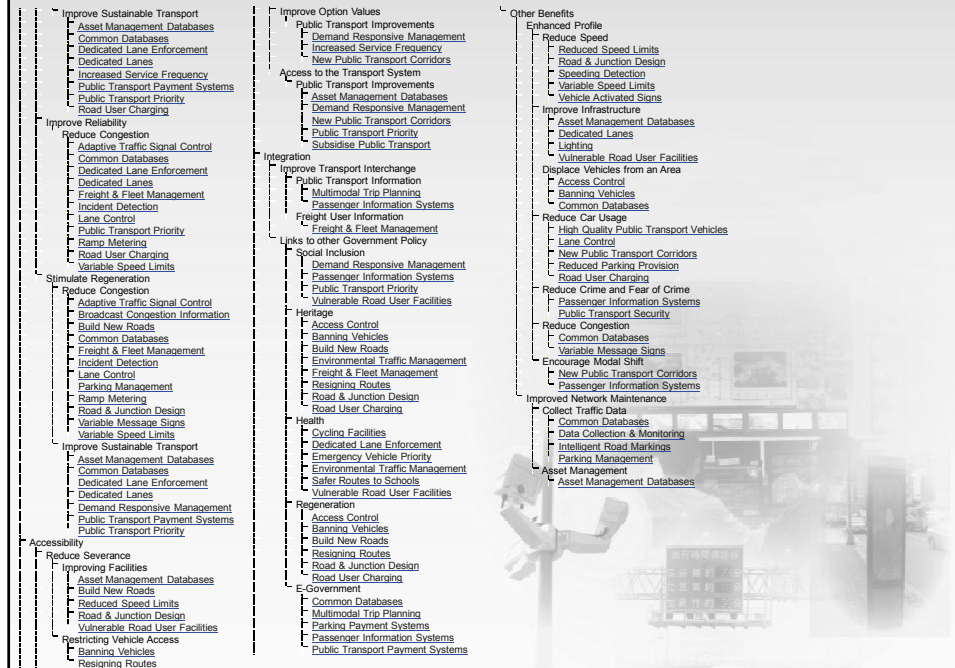 Improve Sustainable Transport
Asset Management Databases
Common Databases
Dedicated Lane Enforcement
Dedicated Lanes
Increased Service Frequency
Public Transport Payment Systems
Public Transport Priority
Road User Charging
Improve Reliability
Reduce Congestion
Adaptive Traffic Signal Control
Common Databases
Dedicated Lane Enforcement
Dedicated Lanes
Freight & Fleet Management
Incident Detection
Lane Control
Public Transport Priority
Ramp Metering
Road User Charging
Variable Speed Limits
Stimulate Regeneration
Reduce Congestion
Adaptive Traffic Signal Control
Broadcast Congestion Information
Build New Roads
Common Databases
Freight & Fleet Management
Incident Detection
Lane Control
Parking Management
Ramp Metering
Road & Junction Design
Variable Message Signs
Variable Speed Limits
Improve Sustainable Transport
Asset Management Databases
Common Databases
Dedicated Lane Enforcement
Dedicated Lanes
Demand Responsive Management
Public Transport Payment Systems
Public Transport Priority
Accessibility
Reduce Severance
Improving Facilities
Asset Management Databases
Build New Roads
Reduced Speed Limits
Road & Junction Design
Vulnerable Road User Facilities
Restricting Vehicle Access
Banning Vehicles
Resigning Routes
Improve Option Values
Public Transport Improvements
Demand Responsive Management
Increased Service Frequency
New Public Transport Corridors
Access to the Transport System
Public Transport Improvements
Asset Management Databases
Demand Responsive Management
New Public Transport Corridors
Public Transport Priority
Subsidise Public Transport
Integration
Improve Transport Interchange
Public Transport Information
Multimodal Trip Planning
Passenger Information Systems
Freight User Information
Freight & Fleet Management
Links to other Government Policy
Social Inclusion
Demand Responsive Management
Passenger Information Systems
Public Transport Priority
Vulnerable Road User Facilities
Heritage
Access Control
Banning Vehicles
Build New Roads
Environmental Traffic Management
Freight & Fleet Management
Resigning Routes
Road & Junction Design
Road User Charging
Health
Cycling Facilities
Dedicated Lane Enforcement
Emergency Vehicle Priority
Environmental Traffic Management
Safer Routes to Schools
Vulnerable Road User Facilities
Regeneration
Access Control
Banning Vehicles
Build New Roads
Resigning Routes
Road & Junction Design
Road User Charging
E-Government
Common Databases
Multimodal Trip Planning
Parking Payment Systems
Passenger Information Systems
Public Transport Payment Systems
Other Benefits
Enhanced Profile
Reduce Speed
Reduced Speed Limits
Road & Junction Design
Speeding Detection
Variable Speed Limits
Vehicle Activated Signs
Improve Infrastructure
Asset Management Databases
Dedicated Lanes
Lighting
Vulnerable Road User Facilities
Displace Vehicles from an Area
Access Control
Banning Vehicles
Common Databases
Reduce Car Usage
High Quality Public Transport Vehicles
Lane Control
New Public Transport Corridors
Reduced Parking Provision
Road User Charging
Reduce Crime and Fear of Crime
Passenger Information Systems
Public Transport Security
Reduce Congestion
Common Databases
Variable Message Signs
Encourage Modal Shift
New Public Transport Corridors
Passenger Information Systems
Improved Network Maintenance
Collect Traffic Data
Common Databases
Data Collection & Monitoring
Intelligent Road Markings
Parking Management
Asset Management
Asset Management Databases